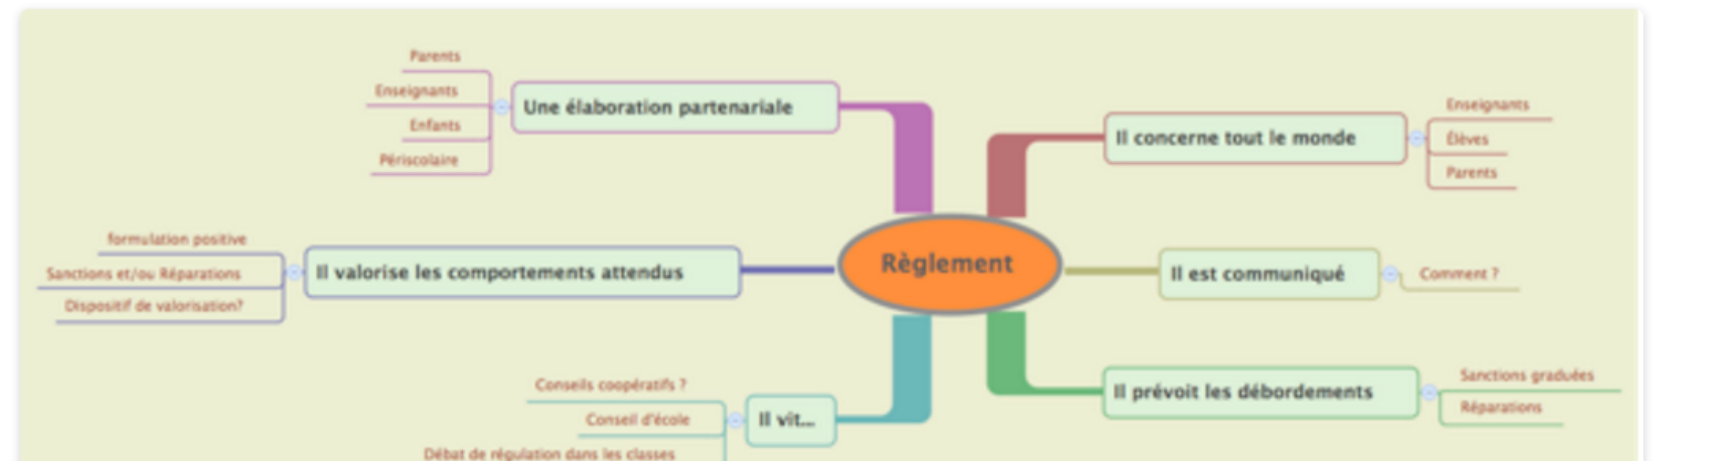 Parents
Enseignants
Enfants
Périscolaire
Une élaboration partenariale
Il concerne tout le monde
Enseignants
Élèves
Parents
formulation positive
Sanctions et/ou Réparations
Dispositif de valorisation?
Il valorise les comportements attendus
Règlement
Il est communiqué
Comment ?
Conseils coopératifs ?
Conseil d'école
Débat de régulation dans les classes
Il vit...
Il prévoit les débordements
Sanctions graduées
Réparations